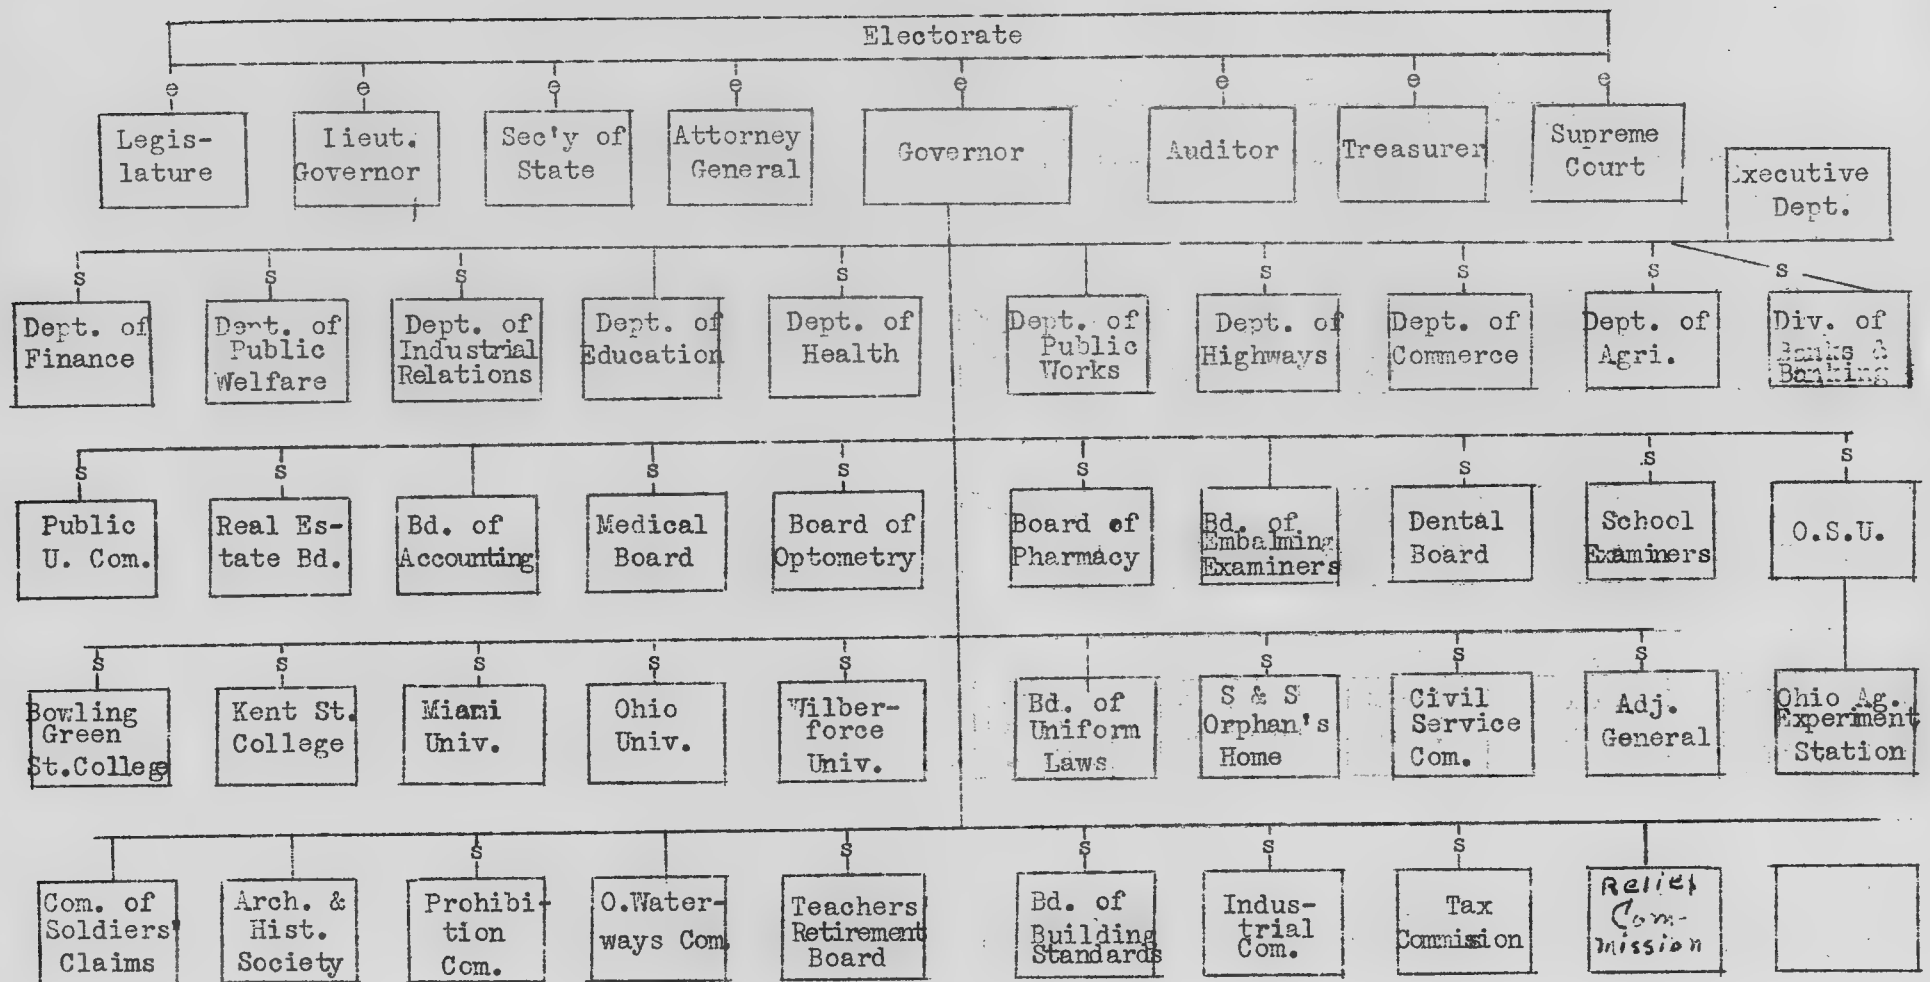 Electorate
e e e e e e e e
Legis-
lature
Lieut.
Governor
Sec'y of
State
Attorney
General
Governor
Auditor
Treasurer
Supreme
Court
Executive
Dept.
s s s s s s s s
Dept. of
Finance
Dept. of
Public
Welfare
Dept. of
Industrial
Relations
Dept. of
Education
Dept. of
Health
Dept. of
Public
Works
Dept. of
Highways
Dept. of
Commerce
Dept. of
Agri.
Div. of
Banks &
Banking
s s s s s s s s
Public
U. Com.
Real Es-
tate Bd.
Bd. of
Accounting
Medical
Board
Board of
Optometry
Board of
Pharmacy
Bd. of
Embalming
Examiners
Dental
Board
School
Examiners
O.S.U.
s s s s s s s s
Bowling
Green
St.College
Kent St.
College
Miami
Univ.
Ohio
Univ.
Wilber-
force
Univ.
Bd. of
Uniform
Laws
S & S
Orphan's
Home
Civil
Service
Com.
Adj.
General
Ohio Ag.
Experiment
Station
s s s s s
Com. of
Soldiers'
Claims
Arch. &
Hist.
Society
Prohibi-
tion
Com.
O.Water-
ways Com.
Teachers'
Retirement
Board
Bd. of
Building
Standards
Indus-
trial
Com.
Tax
Commission
Relief
Com-
mission